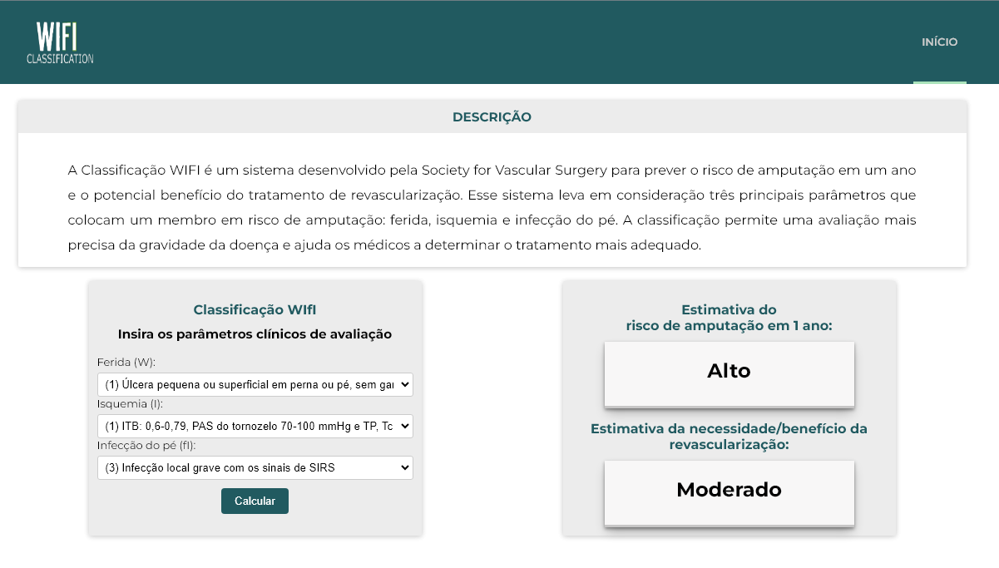 WIFI
CLASSIFICATION
INÍCIO
DESCRIÇÃO
A Classificação WIFI é um sistema desenvolvido pela Society for Vascular Surgery para prever o risco de amputação em um ano
e o potencial benefício do tratamento de revascularização. Esse sistema leva em consideração três principais parâmetros que
colocam um membro em risco de amputação: ferida, isquemia e infecção do pé. A classificação permite uma avaliação mais
precisa da gravidade da doença e ajuda os médicos a determinar o tratamento mais adequado.
Classificação WIfI
Insira os parâmetros clínicos de avaliação
Ferida (W):
(1) Úlcera pequena ou superficial em perna ou pé, sem gar
Isquemia (I):
(1) ITB: 0,6-0,79, PAS do tornozelo 70-100 mmHg e TP, Tc
Infecção do pé (fI):
(3) Infecção local grave com os sinais de SIRS
Calcular
Estimativa do
risco de amputação em 1 ano:
Alto
Estimativa da necessidade/benefício da
revascularização:
Moderado